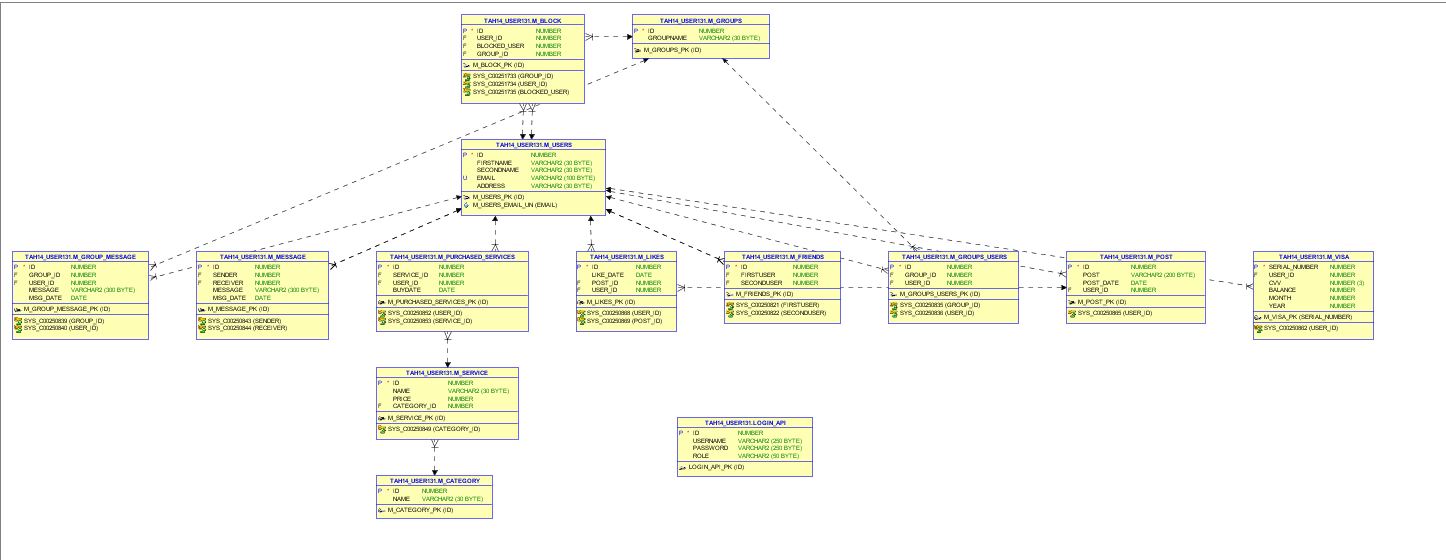 TAH14_USER131.M_BLOCK
P * ID NUMBER
F USER_ID NUMBER
F BLOCKED_USER NUMBER
F GROUP_ID NUMBER
M_BLOCK_PK (ID)
SYS_C00251733 (GROUP_ID)
SYS_C00251734 (USER_ID)
SYS_C00251735 (BLOCKED_USER)
TAH14_USER131.M_GROUPS
P * ID NUMBER
GROUPNAME VARCHAR2 (30 BYTE)
M_GROUPS_PK (ID)
TAH14_USER131.M_USERS
P * ID NUMBER
FIRSTNAME VARCHAR2 (30 BYTE)
SECONDNAME VARCHAR2 (30 BYTE)
U EMAIL VARCHAR2 (100 BYTE)
ADDRESS VARCHAR2 (30 BYTE)
M_USERS_PK (ID)
M_USERS_EMAIL_UN (EMAIL)
TAH14_USER131.M_GROUP_MESSAGE
P * ID NUMBER
F GROUP_ID NUMBER
F USER_ID NUMBER
MESSAGE VARCHAR2 (300 BYTE)
MSG_DATE DATE
M_GROUP_MESSAGE_PK (ID)
SYS_C00250839 (GROUP_ID)
SYS_C00250840 (USER_ID)
TAH14_USER131.M_MESSAGE
P * ID NUMBER
F SENDER NUMBER
F RECEIVER NUMBER
MESSAGE VARCHAR2 (300 BYTE)
MSG_DATE DATE
M_MESSAGE_PK (ID)
SYS_C00250843 (SENDER)
SYS_C00250844 (RECEIVER)
TAH14_USER131.M_PURCHASED_SERVICES
P * ID NUMBER
F SERVICE_ID NUMBER
F USER_ID NUMBER
BUYDATE DATE
M_PURCHASED_SERVICES_PK (ID)
SYS_C00250852 (USER_ID)
SYS_C00250853 (SERVICE_ID)
TAH14_USER131.M_LIKES
P * ID NUMBER
LIKE_DATE DATE
F POST_ID NUMBER
F USER_ID NUMBER
M_LIKES_PK (ID)
SYS_C00250868 (USER_ID)
SYS_C00250869 (POST_ID)
TAH14_USER131.M_FRIENDS
P * ID NUMBER
F FIRSTUSER NUMBER
F SECONDUSER NUMBER
M_FRIENDS_PK (ID)
SYS_C00250821 (FIRSTUSER)
SYS_C00250822 (SECONDUSER)
TAH14_USER131.M_GROUPS_USERS
P * ID NUMBER
F GROUP_ID NUMBER
F USER_ID NUMBER
M_GROUPS_USERS_PK (ID)
SYS_C00250835 (GROUP_ID)
SYS_C00250836 (USER_ID)
TAH14_USER131.M_POST
P * ID NUMBER
POST VARCHAR2 (200 BYTE)
POST_DATE DATE
F USER_ID NUMBER
M_POST_PK (ID)
SYS_C00250865 (USER_ID)
TAH14_USER131.M_VISA
P * SERIAL_NUMBER NUMBER
F USER_ID NUMBER
CVV NUMBER (3)
BALANCE NUMBER
MONTH NUMBER
YEAR NUMBER
M_VISA_PK (SERIAL_NUMBER)
SYS_C00250862 (USER_ID)
TAH14_USER131.M_SERVICE
P * ID NUMBER
NAME VARCHAR2 (30 BYTE)
PRICE NUMBER
F CATEGORY_ID NUMBER
M_SERVICE_PK (ID)
SYS_C00250849 (CATEGORY_ID)
TAH14_USER131.LOGIN_API
P * ID NUMBER
USERNAME VARCHAR2 (250 BYTE)
PASSWORD VARCHAR2 (250 BYTE)
ROLE VARCHAR2 (50 BYTE)
LOGIN_API_PK (ID)
TAH14_USER131.M_CATEGORY
P * ID NUMBER
NAME VARCHAR2 (30 BYTE)
M_CATEGORY_PK (ID)